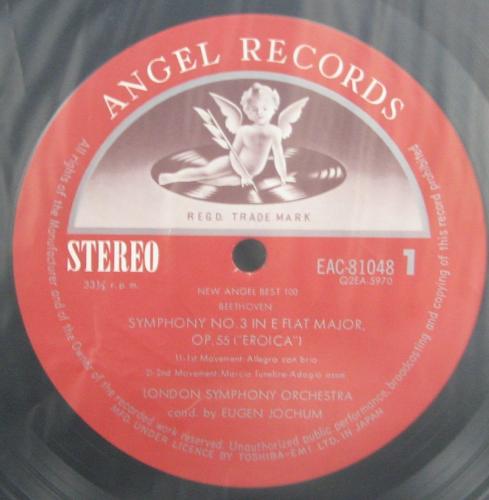 ANGEL RECORDS
REGD. TRADE MARK
STEREO
33⅓ r.p.m.
EAC-81048 1
Q2EA 5970
NEW ANGEL BEST 100
BEETHOVEN
SYMPHONY NO. 3 IN E FLAT MAJOR,
OP. 55 ("EROICA")
1)-1st Movement: Allegro con brio
2)-2nd Movement: Marcia funebre-Adagio assai
LONDON SYMPHONY ORCHESTRA
cond. by EUGEN JOCHUM
All rights of the Manufacturer and of the Owner of the recorded work reserved. Unauthorized public performance, broadcasting and copying of this record prohibited
MFG. UNDER LICENCE BY TOSHIBA-EMI LTD. IN JAPAN